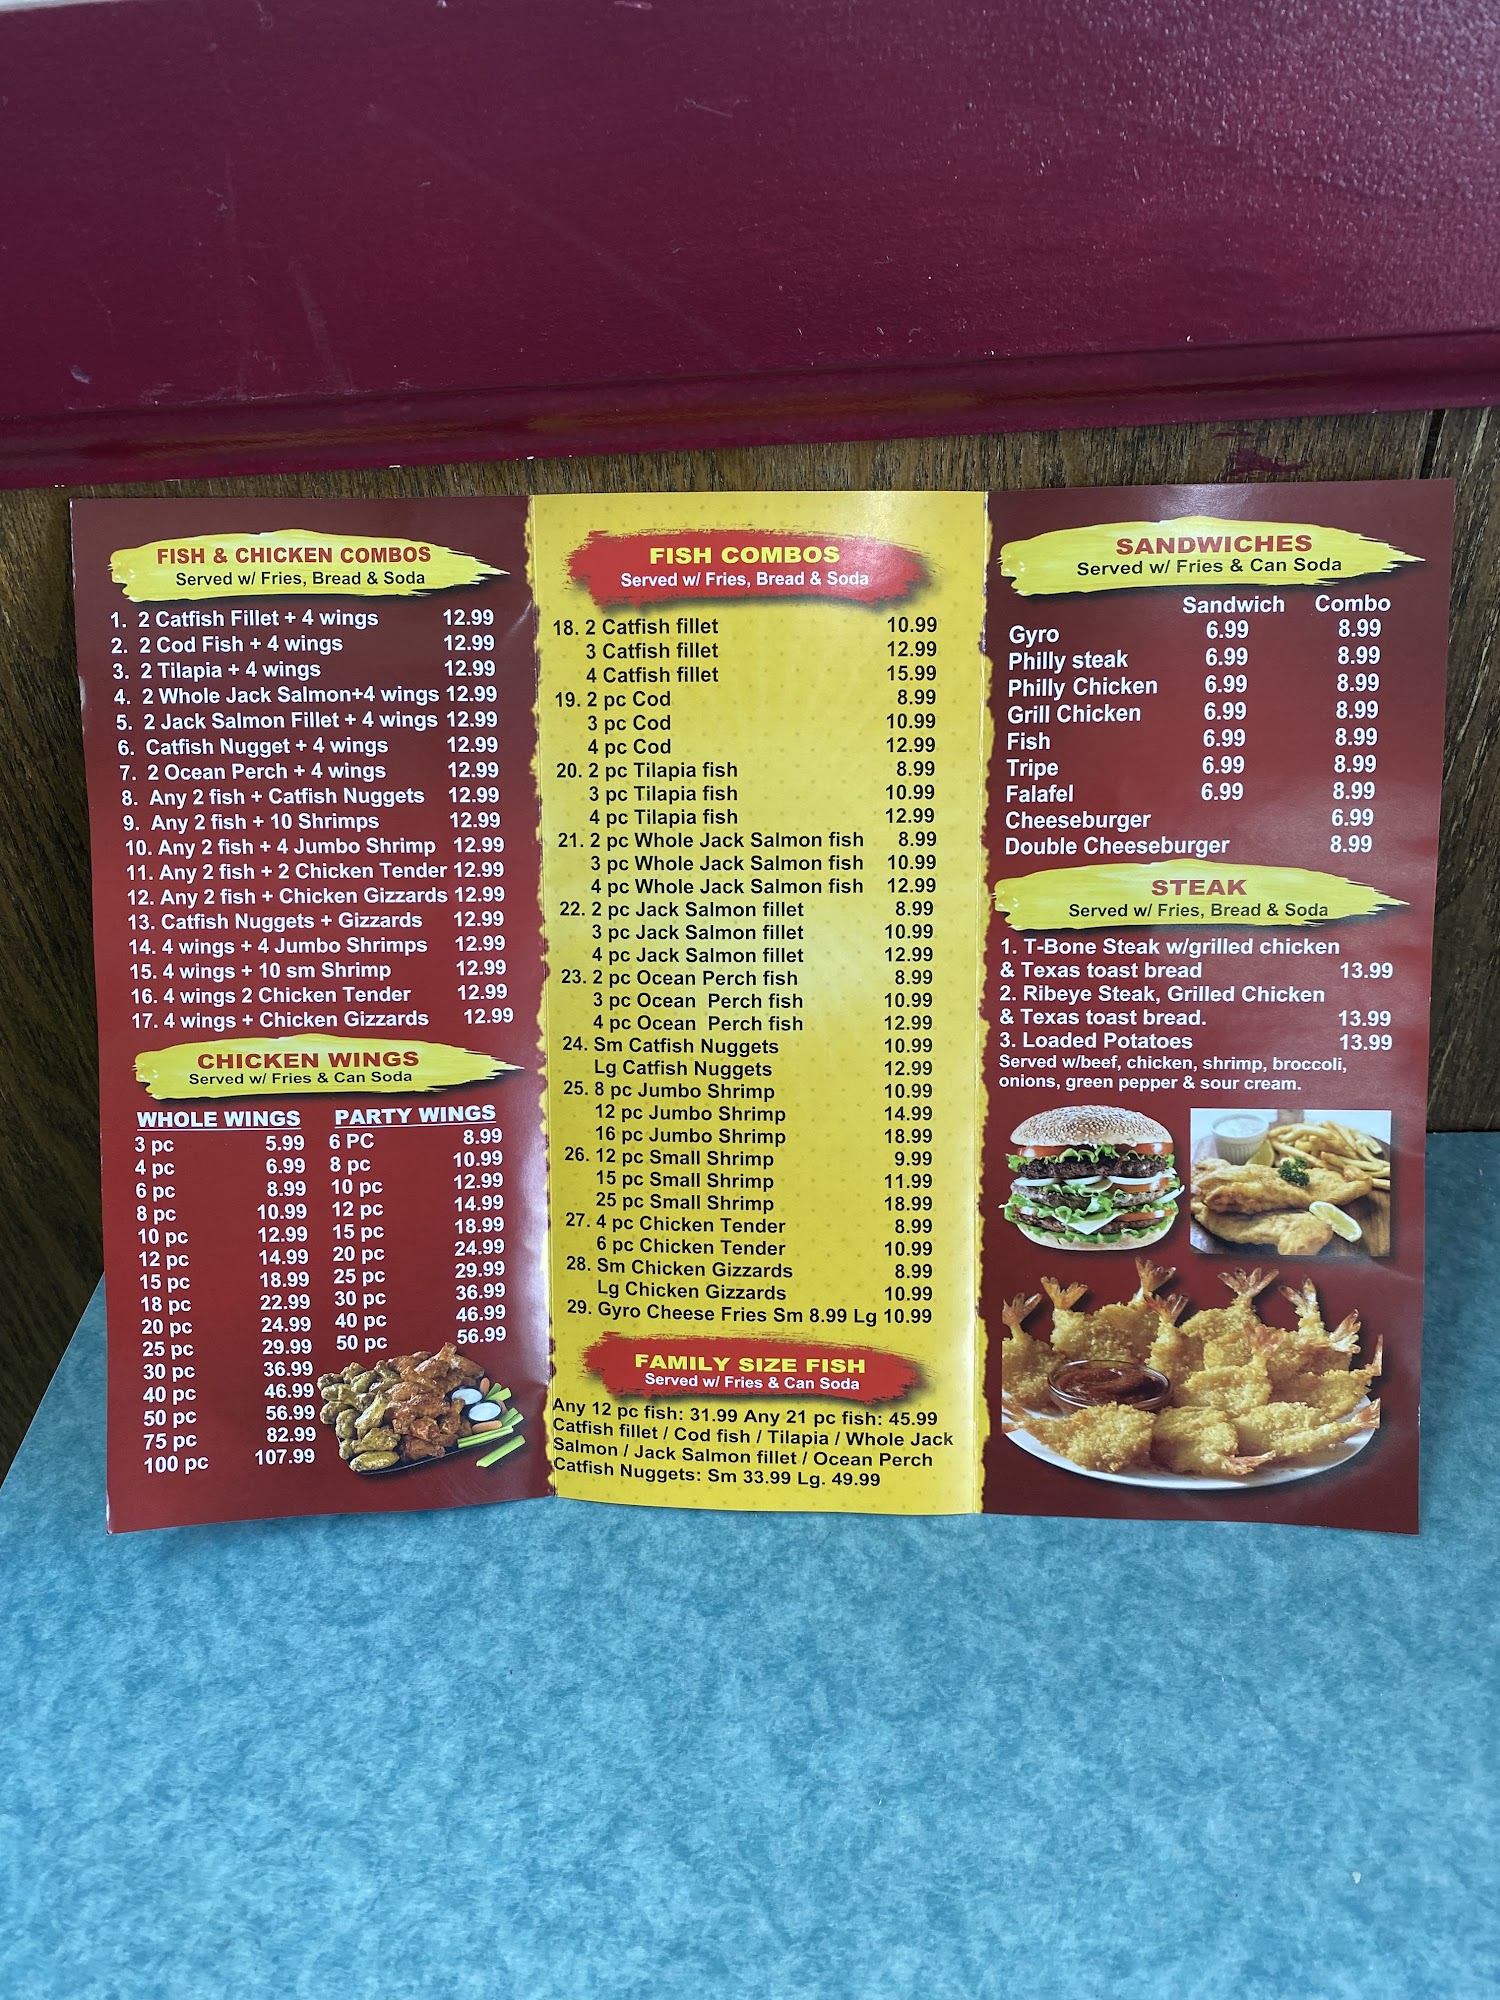 FISH & CHICKEN COMBOS
Served w/ Fries, Bread & Soda
1. 2 Catfish Fillet + 4 wings 12.99
2. 2 Cod Fish + 4 wings 12.99
3. 2 Tilapia + 4 wings 12.99
4. 2 Whole Jack Salmon+4 wings 12.99
5. 2 Jack Salmon Fillet + 4 wings 12.99
6. Catfish Nugget + 4 wings 12.99
7. 2 Ocean Perch + 4 wings 12.99
8. Any 2 fish + Catfish Nuggets 12.99
9. Any 2 fish + 10 Shrimps 12.99
10. Any 2 fish + 4 Jumbo Shrimp 12.99
11. Any 2 fish + 2 Chicken Tender 12.99
12. Any 2 fish + Chicken Gizzards 12.99
13. Catfish Nuggets + Gizzards 12.99
14. 4 wings + 4 Jumbo Shrimps 12.99
15. 4 wings + 10 sm Shrimp 12.99
16. 4 wings 2 Chicken Tender 12.99
17. 4 wings + Chicken Gizzards 12.99
CHICKEN WINGS
Served w/ Fries & Can Soda
WHOLE WINGS
3 pc 5.99
4 pc 6.99
6 pc 8.99
8 pc 10.99
10 pc 12.99
12 pc 14.99
15 pc 18.99
18 pc 22.99
20 pc 24.99
25 pc 29.99
30 pc 36.99
40 pc 46.99
50 pc 56.99
75 pc 82.99
100 pc 107.99
PARTY WINGS
6 PC 8.99
8 pc 10.99
10 pc 12.99
12 pc 14.99
15 pc 18.99
20 pc 24.99
25 pc 29.99
30 pc 36.99
40 pc 46.99
50 pc 56.99
FISH COMBOS
Served w/ Fries, Bread & Soda
18. 2 Catfish fillet 10.99
3 Catfish fillet 12.99
4 Catfish fillet 15.99
19. 2 pc Cod 8.99
3 pc Cod 10.99
4 pc Cod 12.99
20. 2 pc Tilapia fish 8.99
3 pc Tilapia fish 10.99
4 pc Tilapia fish 12.99
21. 2 pc Whole Jack Salmon fish 8.99
3 pc Whole Jack Salmon fish 10.99
4 pc Whole Jack Salmon fish 12.99
22. 2 pc Jack Salmon fillet 8.99
3 pc Jack Salmon fillet 10.99
4 pc Jack Salmon fillet 12.99
23. 2 pc Ocean Perch fish 8.99
3 pc Ocean Perch fish 10.99
4 pc Ocean Perch fish 12.99
24. Sm Catfish Nuggets 10.99
Lg Catfish Nuggets 12.99
25. 8 pc Jumbo Shrimp 10.99
12 pc Jumbo Shrimp 14.99
16 pc Jumbo Shrimp 18.99
26. 12 pc Small Shrimp 9.99
15 pc Small Shrimp 11.99
25 pc Small Shrimp 18.99
27. 4 pc Chicken Tender 8.99
6 pc Chicken Tender 10.99
28. Sm Chicken Gizzards 8.99
Lg Chicken Gizzards 10.99
29. Gyro Cheese Fries Sm 8.99 Lg 10.99
FAMILY SIZE FISH
Served w/ Fries & Can Soda
Any 12 pc fish: 31.99 Any 21 pc fish: 45.99
Catfish fillet / Cod fish / Tilapia / Whole Jack
Salmon / Jack Salmon fillet / Ocean Perch
Catfish Nuggets: Sm 33.99 Lg. 49.99
SANDWICHES
Served w/ Fries & Can Soda
Sandwich Combo
Gyro 6.99 8.99
Philly steak 6.99 8.99
Philly Chicken 6.99 8.99
Grill Chicken 6.99 8.99
Fish 6.99 8.99
Tripe 6.99 8.99
Falafel 6.99 8.99
Cheeseburger 6.99
Double Cheeseburger 8.99
STEAK
Served w/ Fries, Bread & Soda
1. T-Bone Steak w/grilled chicken
& Texas toast bread 13.99
2. Ribeye Steak, Grilled Chicken
& Texas toast bread. 13.99
3. Loaded Potatoes 13.99
Served w/beef, chicken, shrimp, broccoli,
onions, green pepper & sour cream.